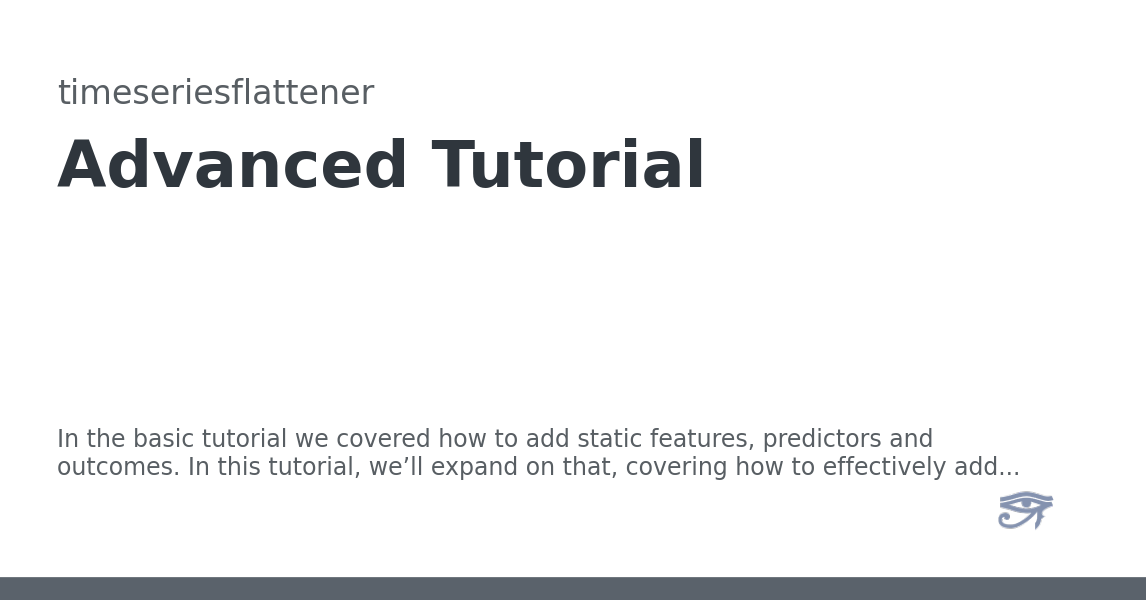 timeseriesflattener
Advanced Tutorial
In the basic tutorial we covered how to add static features, predictors and
outcomes. In this tutorial, we’ll expand on that, covering how to effectively add...